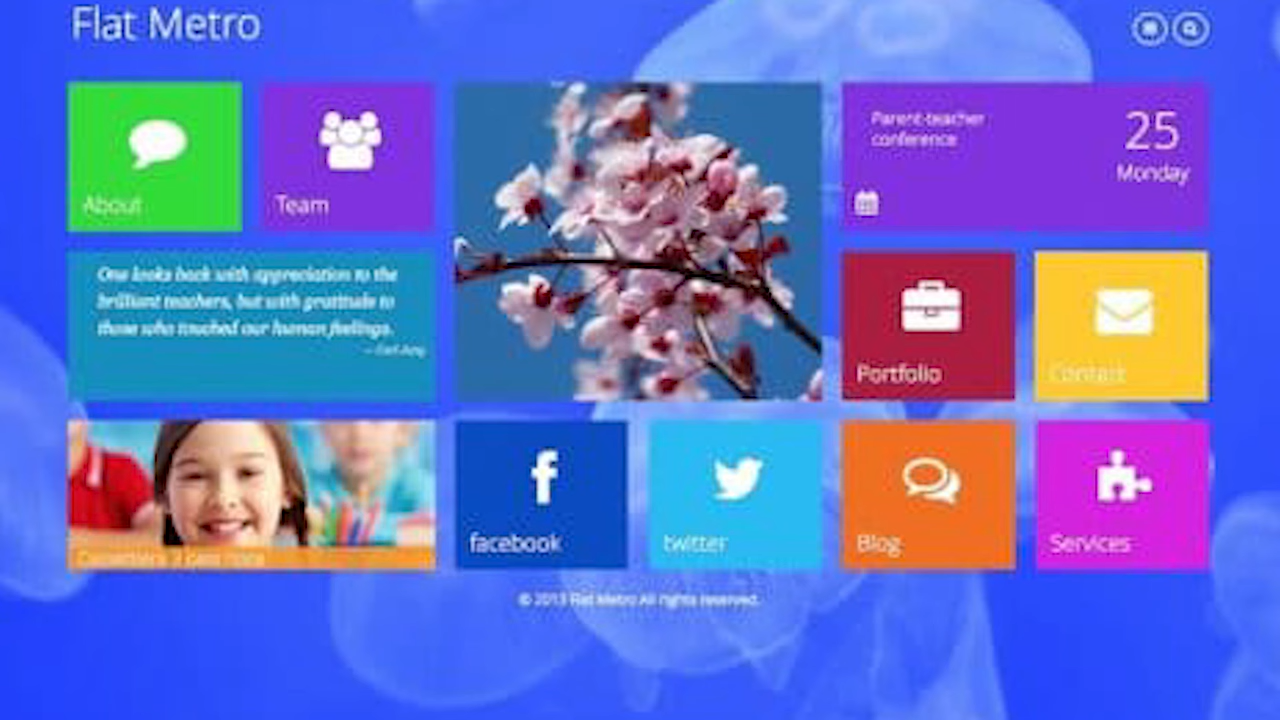 Flat Metro
About
Team
Parent-teacher
conference
25
Monday
One looks back with appreciation to the
brilliant teachers, but with gratitude to
those who touched our human feelings.
Portfolio
Contact
facebook
twitter
Blog
Services
© 2013 Flat Metro All rights reserved.